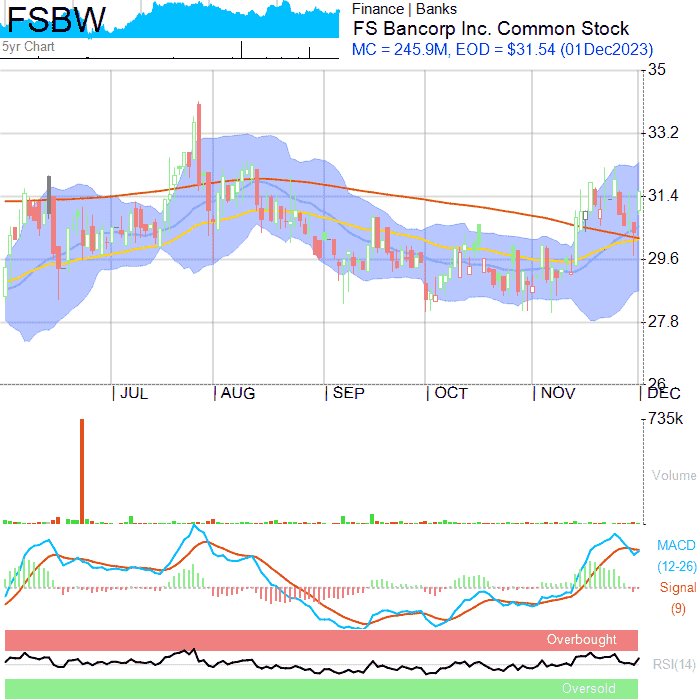 FSBW
5yr Chart
Finance | Banks
FS Bancorp Inc. Common Stock
MC = 245.9M, EOD = $31.54 (01Dec2023)
35
33.2
31.4
29.6
27.8
26
JUL AUG SEP OCT NOV DEC
735k
Volume
MACD
(12-26)
Signal
(9)
Overbought
RSI(14)
Oversold